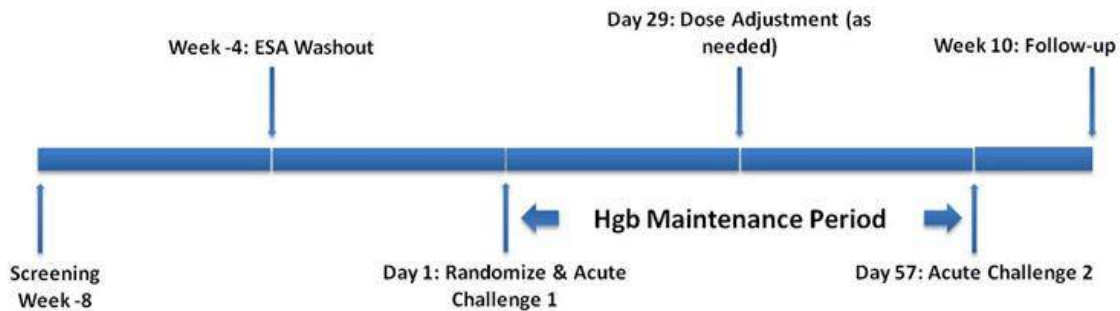 Day 29: Dose Adjustment (as
needed)
Week -4: ESA Washout
Week 10: Follow-up
Hgb Maintenance Period
Screening
Week -8
Day 1: Randomize & Acute
Challenge 1
Day 57: Acute Challenge 2